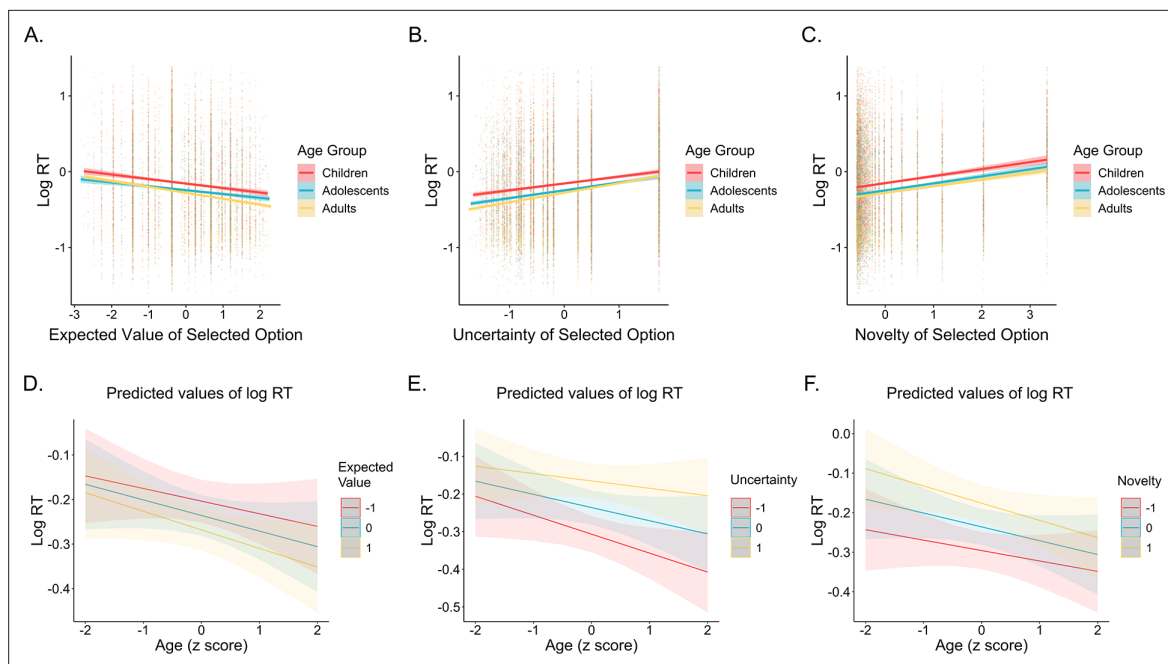 A.
B.
C.
1
0
-1
Log RT
-3
-2
-1
0
1
2
Expected Value of Selected Option
Age Group
Children
Adolescents
Adults
1
0
-1
Log RT
-1
0
1
Uncertainty of Selected Option
Age Group
Children
Adolescents
Adults
1
0
-1
Log RT
0
1
2
3
Novelty of Selected Option
Age Group
Children
Adolescents
Adults
D.
Predicted values of log RT
-0.1
-0.2
-0.3
-0.4
Log RT
-2
-1
0
1
2
Age (z score)
Expected
Value
-1
0
1
E.
Predicted values of log RT
-0.1
-0.2
-0.3
-0.4
-0.5
Log RT
-2
-1
0
1
2
Age (z score)
Uncertainty
-1
0
1
F.
Predicted values of log RT
0.0
-0.1
-0.2
-0.3
-0.4
Log RT
-2
-1
0
1
2
Age (z score)
Novelty
-1
0
1